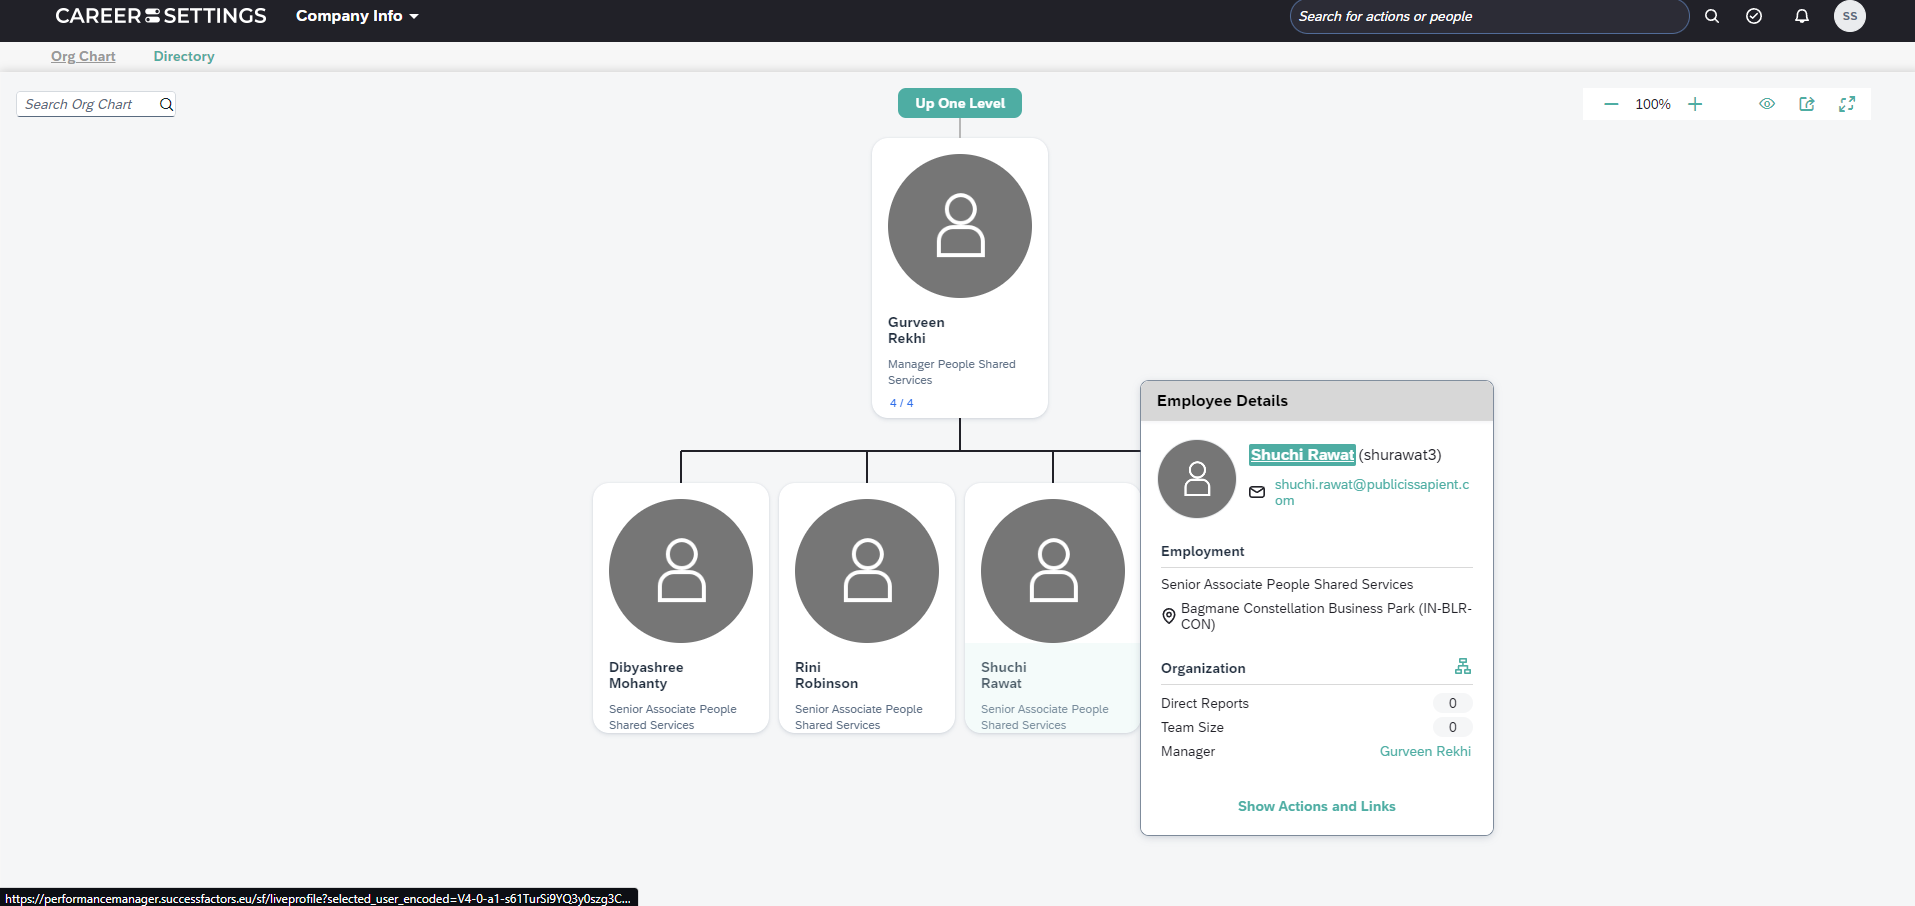 CAREER SETTINGS
Company Info
Search for actions or people
SS
Org Chart
Directory
Search Org Chart
Up One Level
100%
Gurveen
Rekhi
Manager People Shared
Services
4 / 4
Dibyashree
Mohanty
Senior Associate People
Shared Services
Rini
Robinson
Senior Associate People
Shared Services
Shuchi
Rawat
Senior Associate People
Shared Services
Employee Details
Shuchi Rawat (shurawat3)
shuchi.rawat@publicissapient.c
om
Employment
Senior Associate People Shared Services
Bagmane Constellation Business Park (IN-BLR-
CON)
Organization
Direct Reports 0
Team Size 0
Manager Gurveen Rekhi
Show Actions and Links
https://performancemanager.successfactors.eu/sf/liveprofile?selected_user_encoded=V4-0-a1-s61TurSi9YQ3y0szg3C...